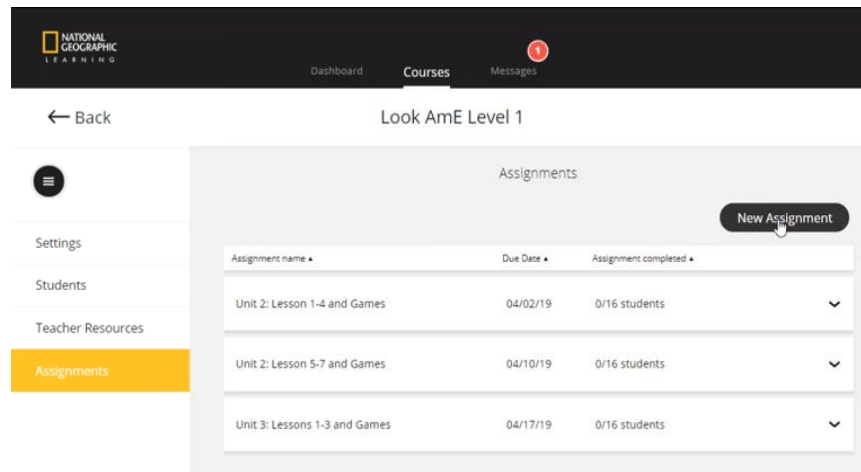 NATIONAL
GEOGRAPHIC
LEARNING
Dashboard Courses Messages 1
← Back
Look AmE Level 1
Assignments
New Assignment
Settings
Students
Teacher Resources
Assignments
Assignment name ▲ Due Date ▲ Assignment completed ▲
Unit 2: Lesson 1-4 and Games 04/02/19 0/16 students
Unit 2: Lesson 5-7 and Games 04/10/19 0/16 students
Unit 3: Lessons 1-3 and Games 04/17/19 0/16 students